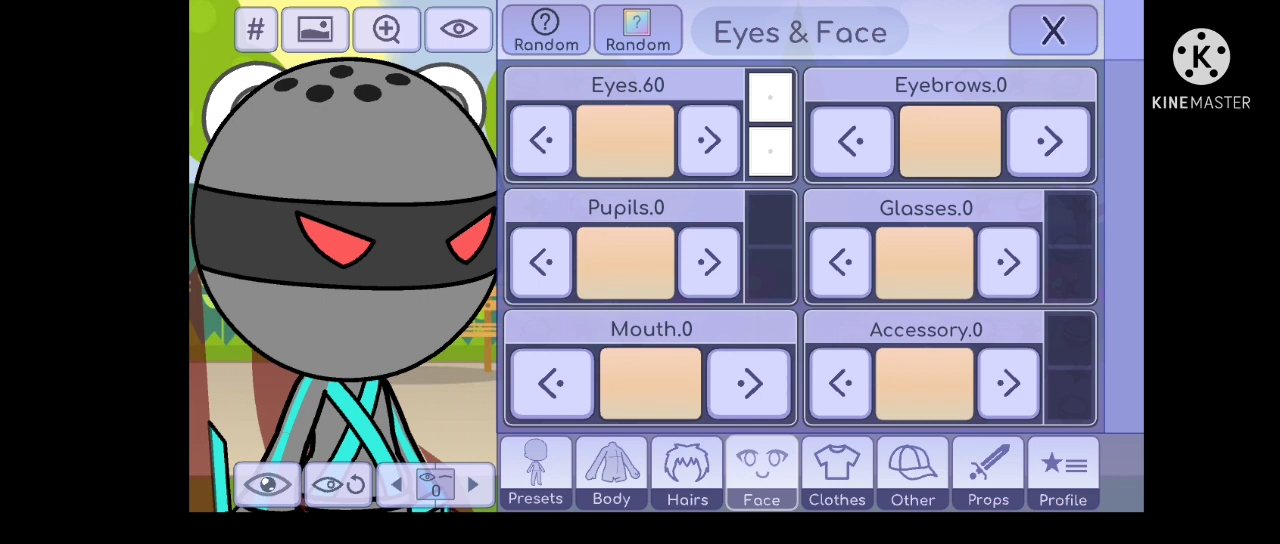 #
Random
Random
Eyes & Face
X
K
KINEMASTER
Eyes.60
Eyebrows.0
Pupils.0
Glasses.0
Mouth.0
Accessory.0
0
Presets
Body
Hairs
Face
Clothes
Other
Props
Profile